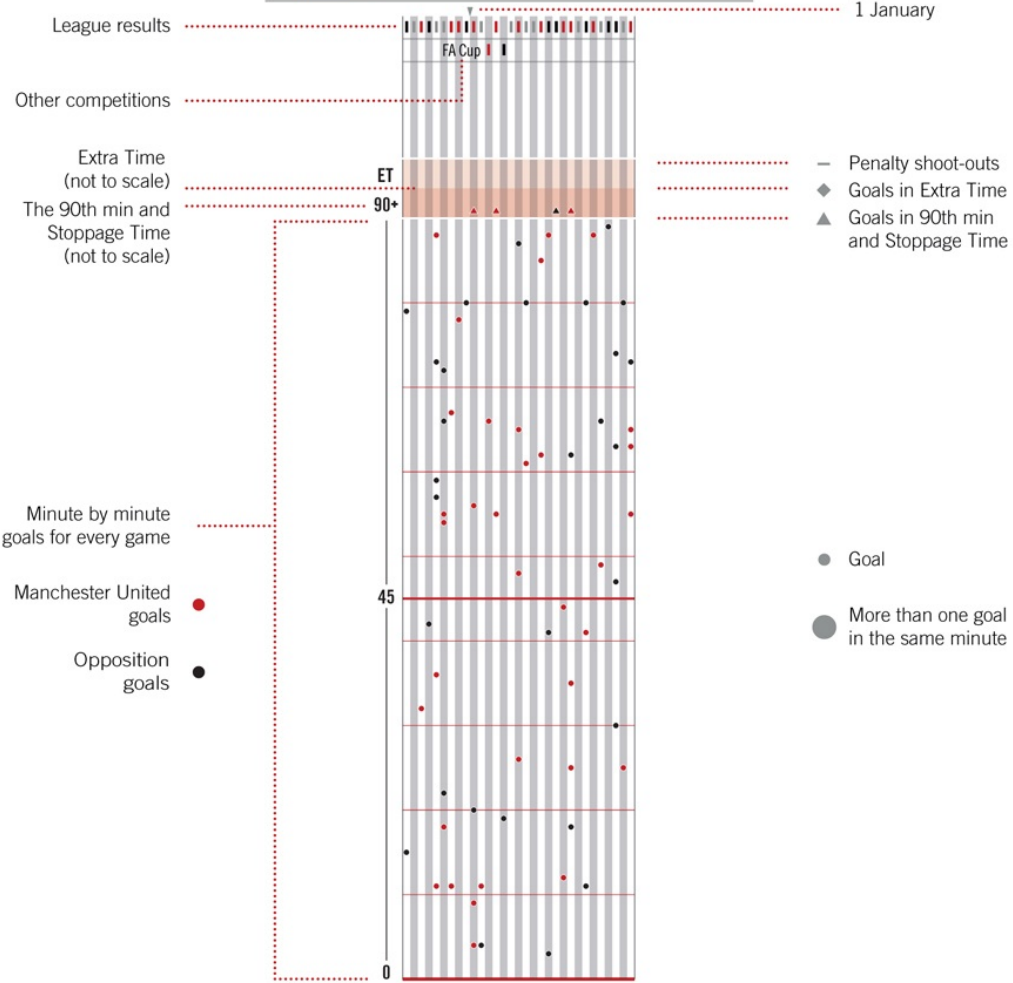 1 January
League results
FA Cup
Other competitions
Extra Time
(not to scale)
ET
Penalty shoot-outs
Goals in Extra Time
The 90th min and
Stoppage Time
(not to scale)
90+
Goals in 90th min
and Stoppage Time
Minute by minute
goals for every game
Goal
Manchester United
goals
45
More than one goal
in the same minute
Opposition
goals
0